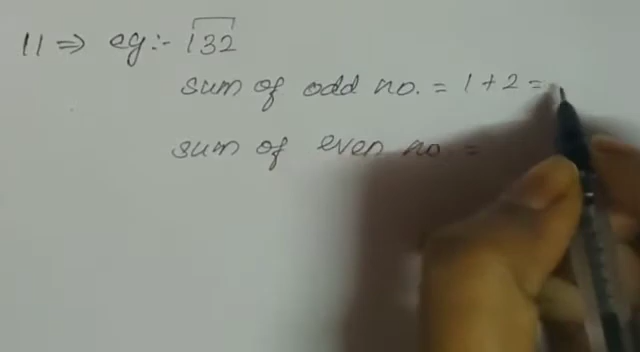 11 ⇒ eg:- 132
sum of odd no. = 1 + 2 =
sum of even no. =